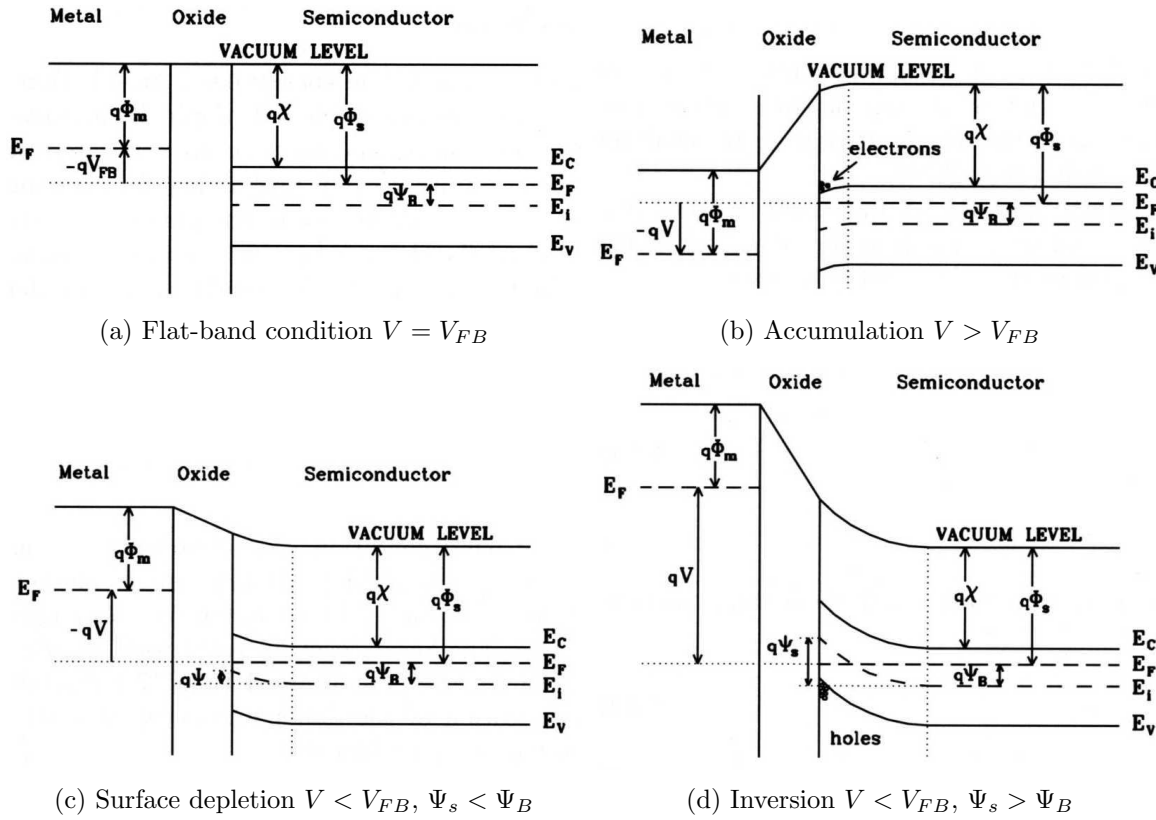 Metal Oxide Semiconductor
VACUUM LEVEL
qΦm
qχ
qΦs
EF
-qVFB
EC
EF
qΨB
Ei
EV
(a) Flat-band condition V = VFB
Metal Oxide Semiconductor
VACUUM LEVEL
qχ
qΦs
electrons
EC
qΦm
-qV
EF
qΨB
Ei
EF
EV
(b) Accumulation V > VFB
Metal Oxide Semiconductor
VACUUM LEVEL
qΦm
EF
qχ
qΦs
-qV
EC
EF
qΨ
qΨB
Ei
EV
(c) Surface depletion V < VFB, Ψs < ΨB
Metal Oxide Semiconductor
qΦm
EF
VACUUM LEVEL
qV
qχ
qΦs
EC
qΨs
EF
qΨB
Ei
EV
holes
(d) Inversion V < VFB, Ψs > ΨB